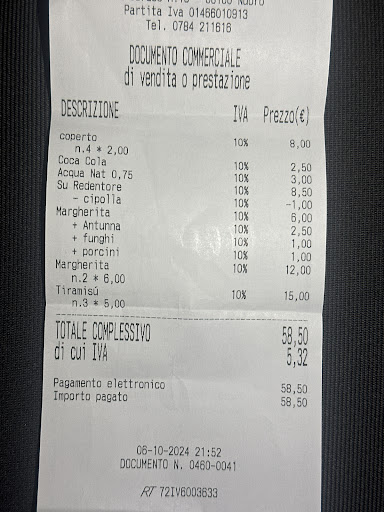 08100 Nuoro
Partita Iva 01466010913
Tel. 0784 211616
DOCUMENTO COMMERCIALE
di vendita o prestazione
DESCRIZIONE IVA Prezzo(€)
coperto
n.4 * 2,00 10% 8,00
Coca Cola 10% 2,50
Acqua Nat 0,75 10% 3,00
Su Redentore 10% 8,50
- cipolla 10% -1,00
Margherita 10% 6,00
+ Antunna 10% 2,50
+ funghi 10% 1,00
+ porcini 10% 1,00
Margherita 10% 12,00
n.2 * 6,00
Tiramisú 10% 15,00
n.3 * 5,00
TOTALE COMPLESSIVO 58,50
di cui IVA 5,32
Pagamento elettronico 58,50
Importo pagato 58,50
06-10-2024 21:52
DOCUMENTO N. 0460-0041
RT 72IV6003633